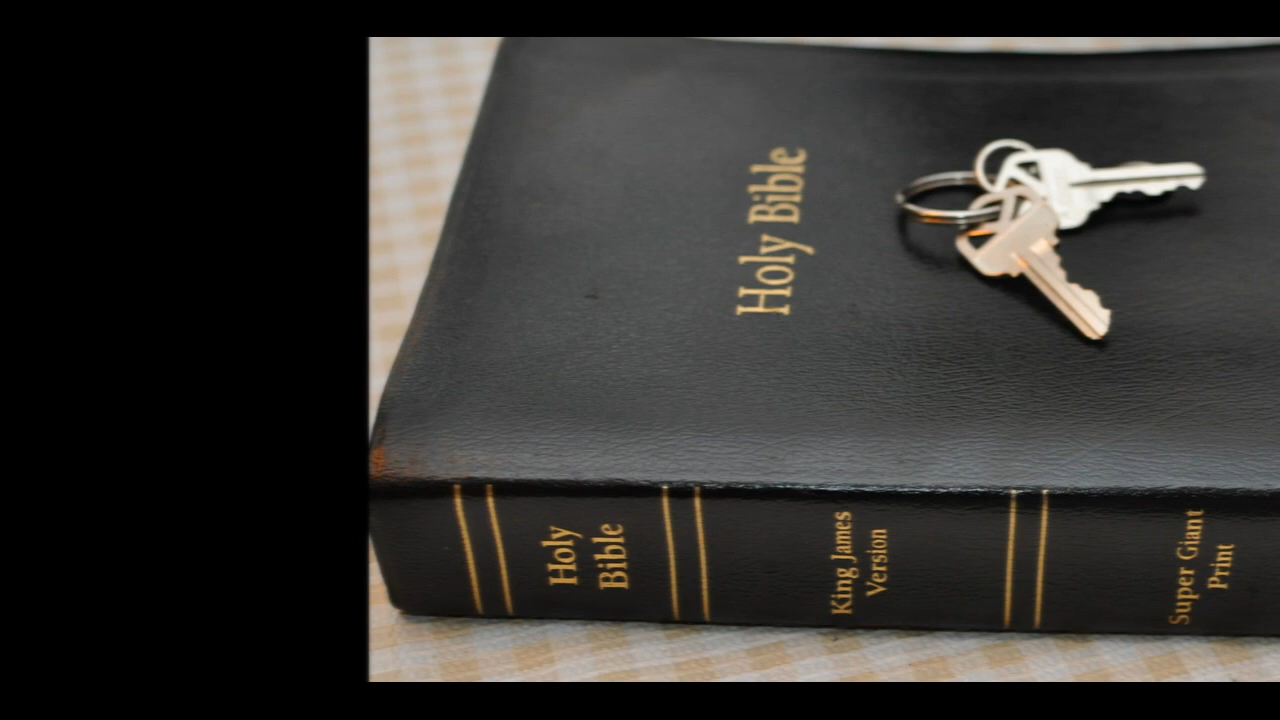 Holy Bible
Holy
Bible
King James
Version
Super Giant
Print